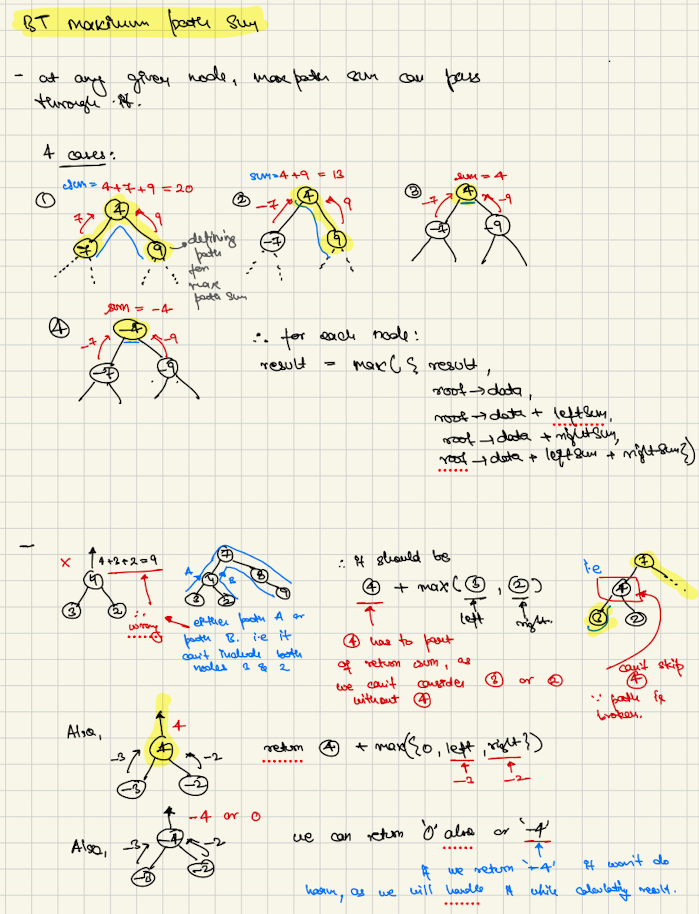 BT maximum path sum
- at any given node, max path sum can pass
through it.
4 cases:
① sum = 4+7+9 = 20
7 4 9
7 9
defining
path
for
max
path sum
② sum = 4+9 = 13
-7 4 9
-7 9
③ sum = 4
-7 4 -9
-7 -9
④ sum = -4
-7 -4 -9
-7 -9
∴ for each node:
result = max({ result,
root→data,
root→data + leftsum,
root→data + rightsum,
root→data + leftsum + rightsum})
-
x 4+3+2=9
4
3 2
∴ wrong
7
A 4 B 8
3 2 9
either path A or
path B. i.e it
can't include both
nodes 3 & 2
∴ it should be
④ + max(③, ②)
left right
④ has to part
of return sum, as
we can't consider ③ or ②
without ④
i.e
7
4
3 2
can't skip
④
∵ path is
broken.
Also,
4
-3 4 -2
-3 -2
return ④ + max({0, left, right})
-3 -2
Also,
-4 or 0
-3 -4 -2
-3 -2
we can return '0' also or '-4'
if we return '-4' it won't do
harm, as we will handle it while calculating result.